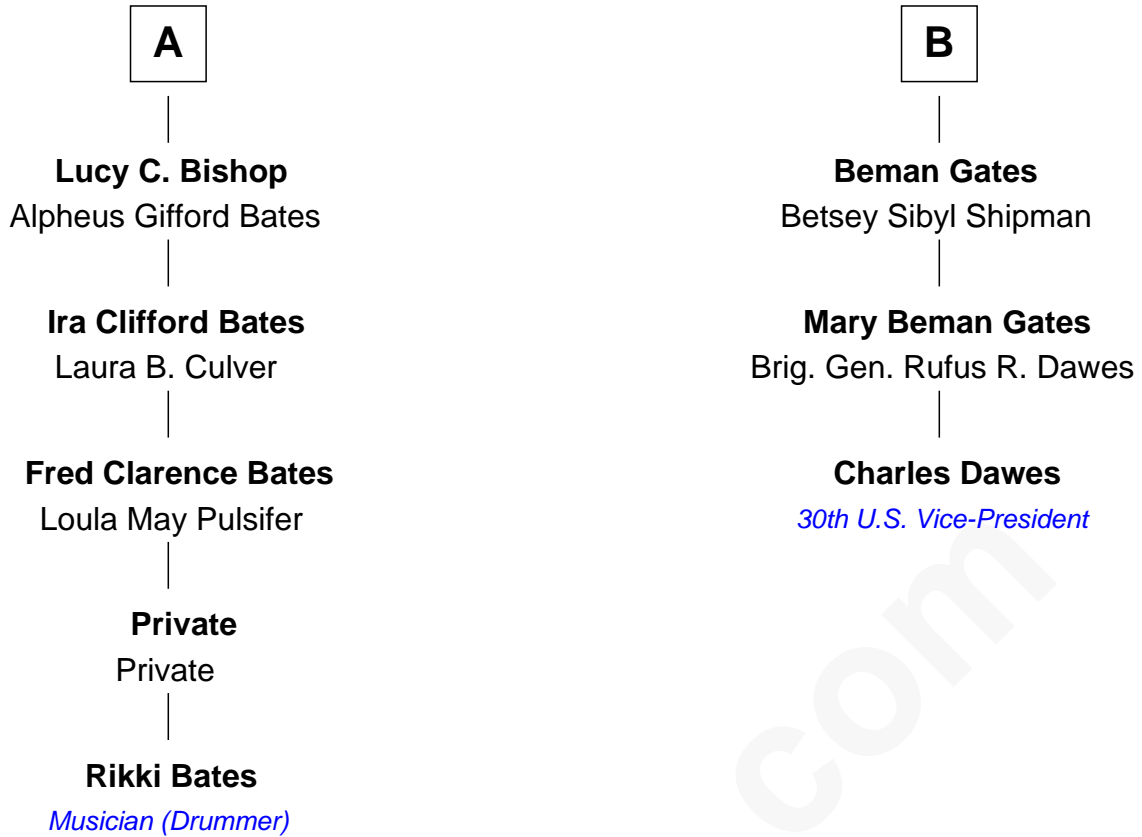 A
Lucy C. Bishop
Alpheus Gifford Bates
Ira Clifford Bates
Laura B. Culver
Fred Clarence Bates
Loula May Pulsifer
Private
Private
Rikki Bates
Musician (Drummer)
B
Beman Gates
Betsey Sibyl Shipman
Mary Beman Gates
Brig. Gen. Rufus R. Dawes
Charles Dawes
30th U.S. Vice-President
com